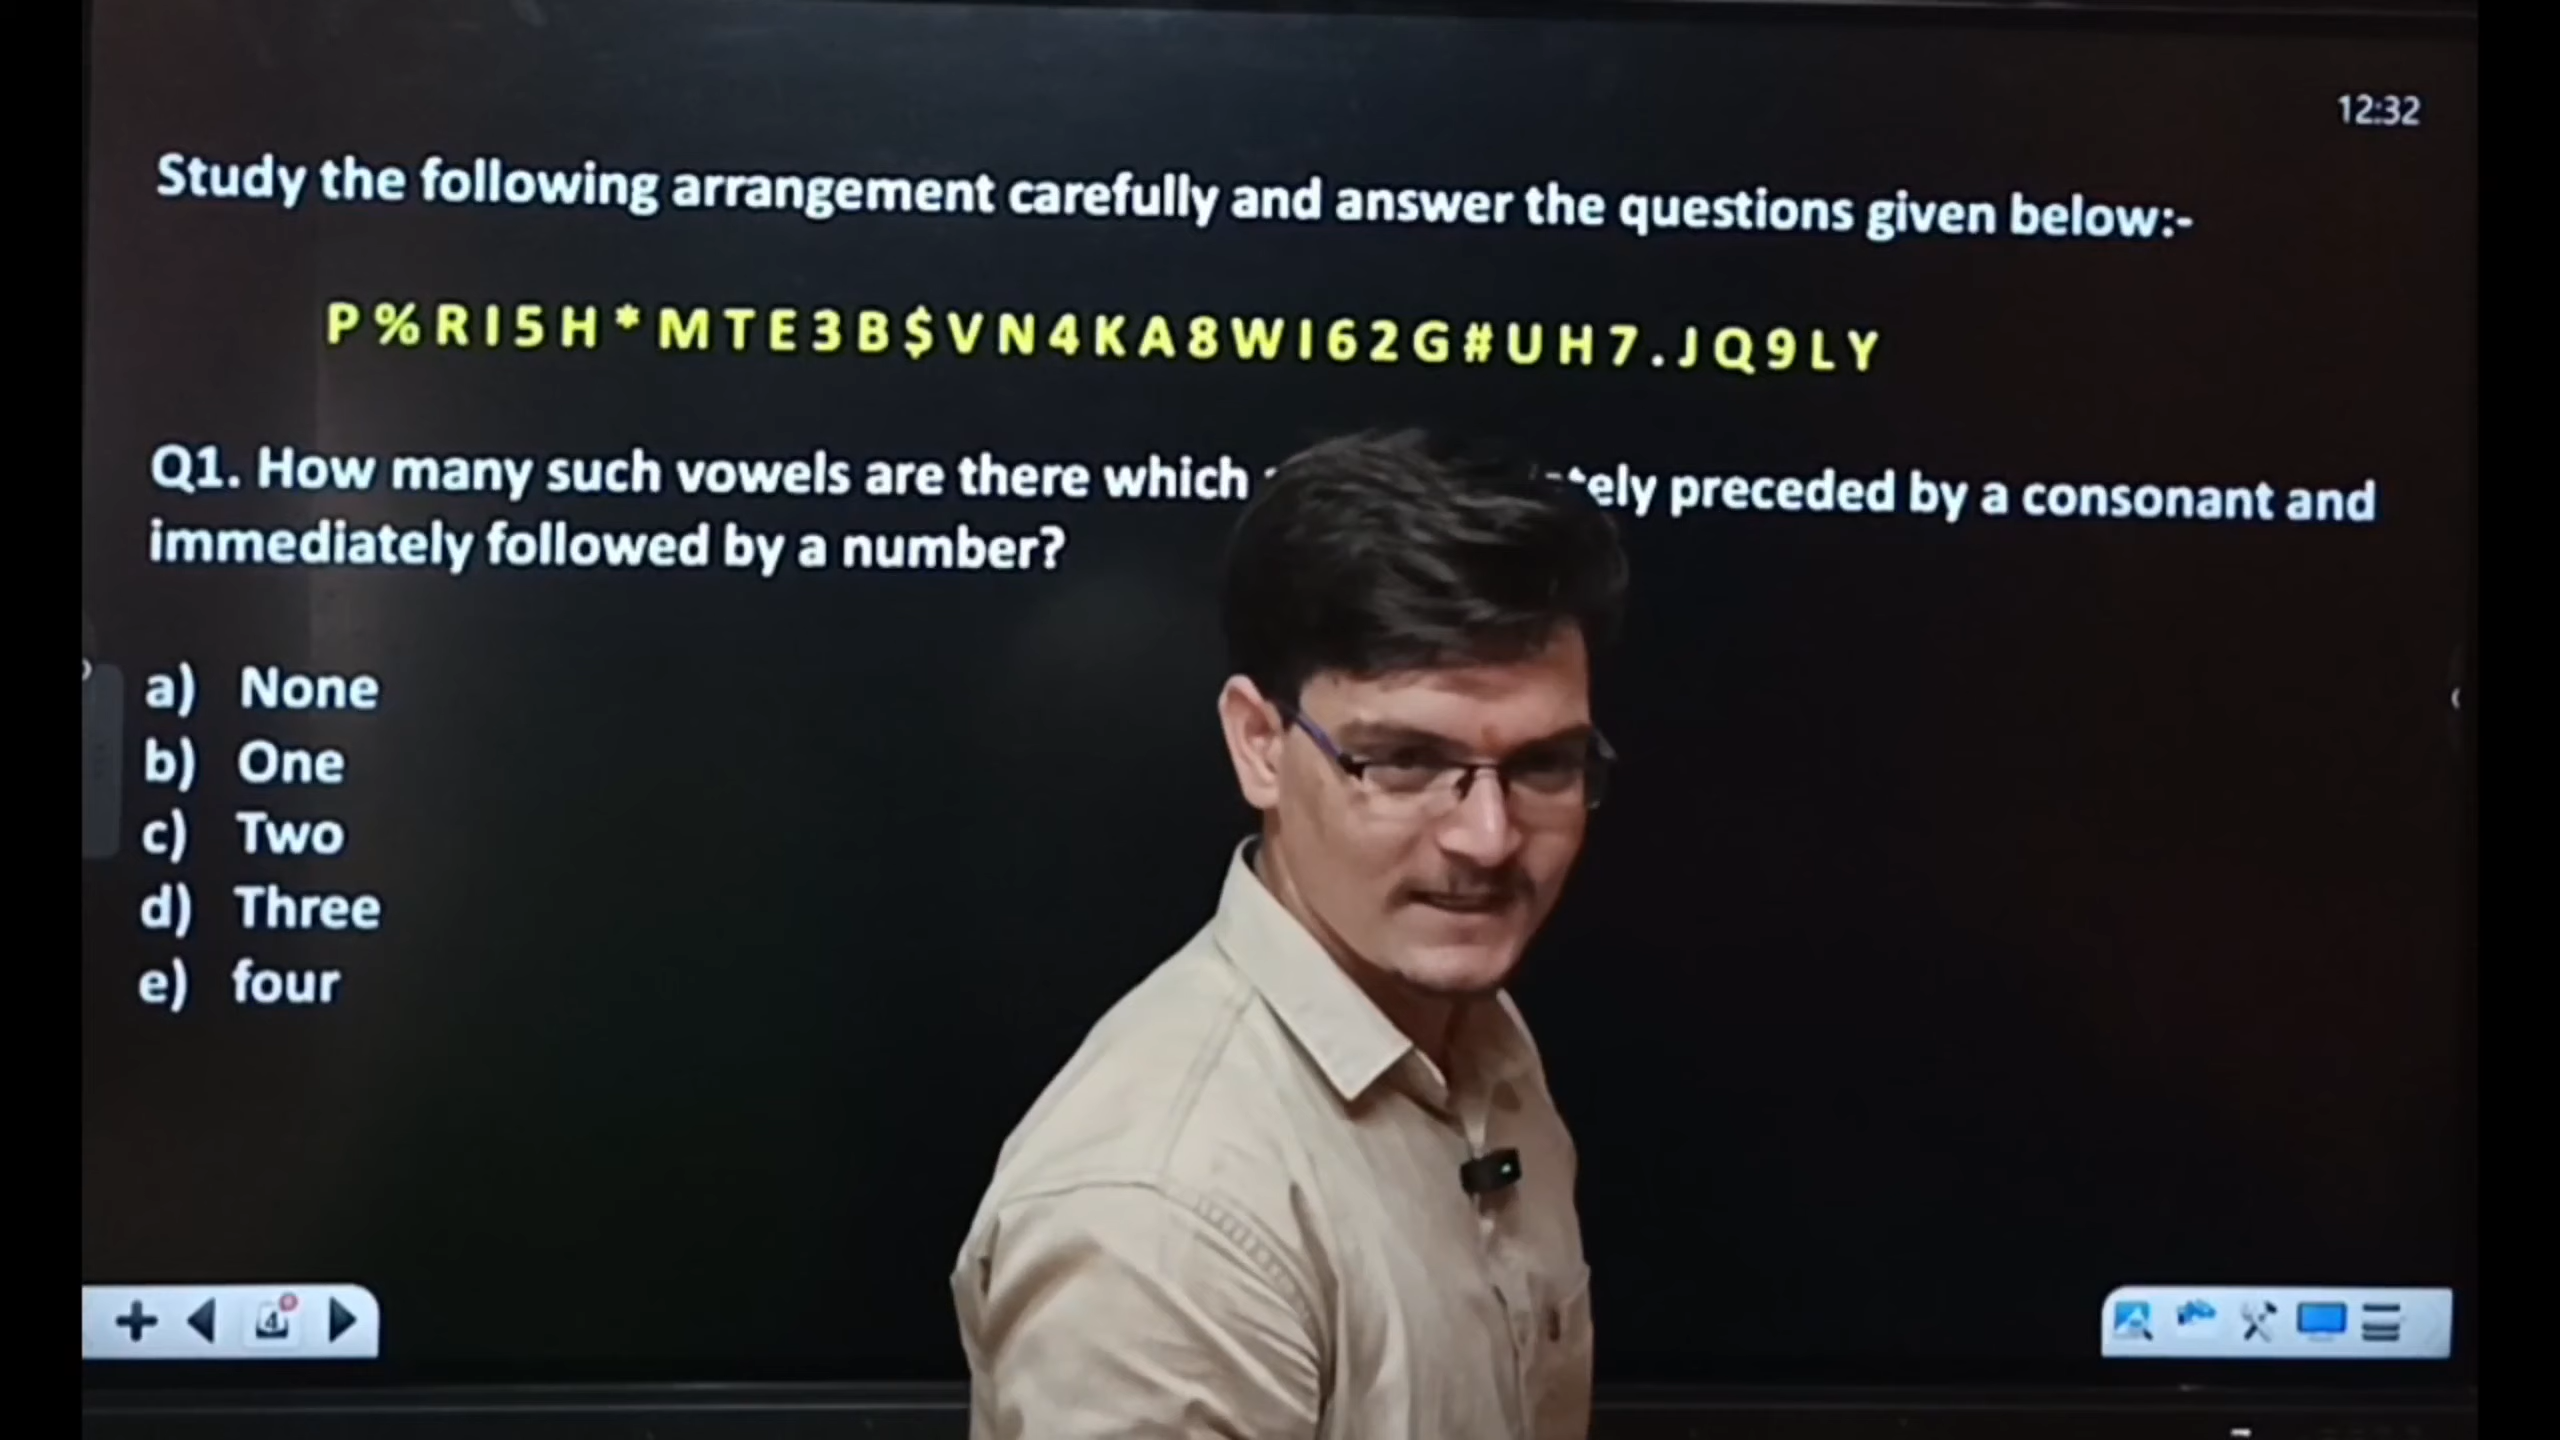 12:32
Study the following arrangement carefully and answer the questions given below:-
P % R I 5 H * M T E 3 B $ V N 4 K A 8 W I 6 2 G # U H 7 . J Q 9 L Y
Q1. How many such vowels are there which preceded by a consonant and
immediately followed by a number?
a) None
b) One
c) Two
d) Three
e) four
4